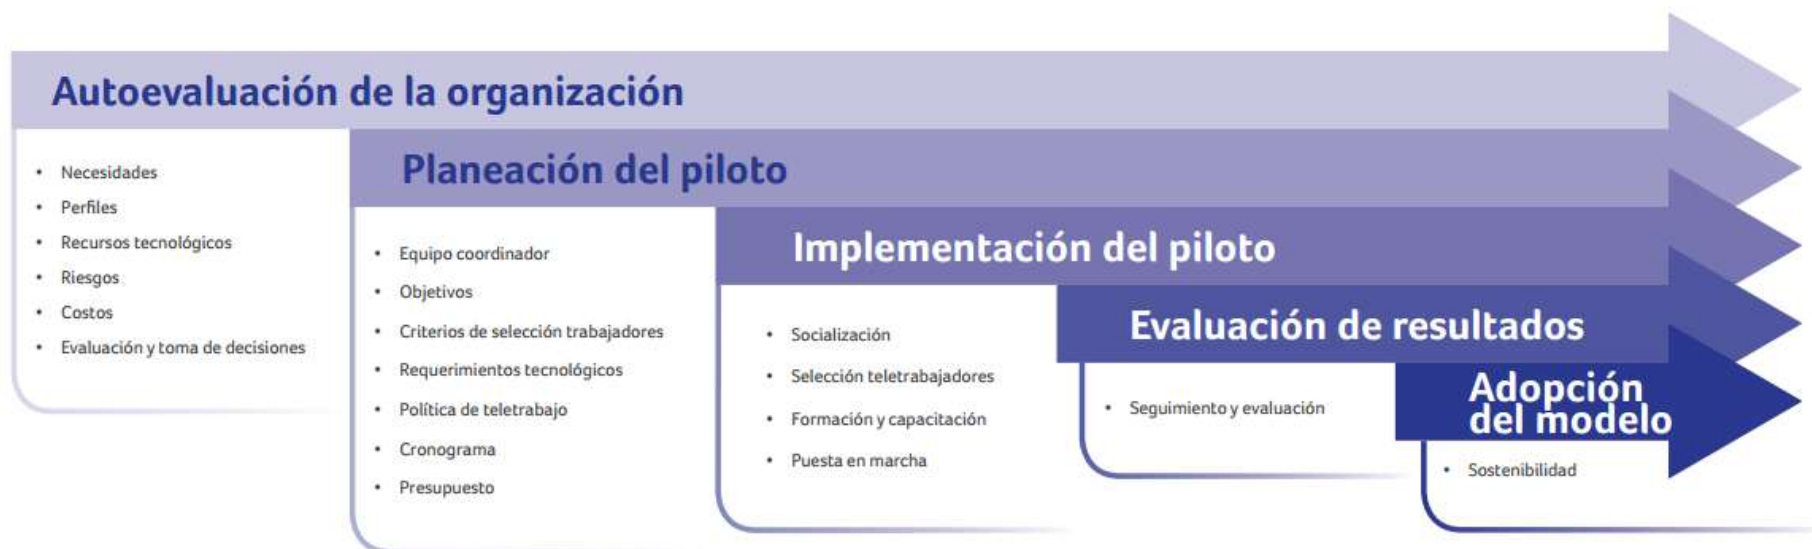 Autoevaluación de la organización
• Necesidades
• Perfiles
• Recursos tecnológicos
• Riesgos
• Costos
• Evaluación y toma de decisiones
Planeación del piloto
• Equipo coordinador
• Objetivos
• Criterios de selección trabajadores
• Requerimientos tecnológicos
• Política de teletrabajo
• Cronograma
• Presupuesto
Implementación del piloto
• Socialización
• Selección teletrabajadores
• Formación y capacitación
• Puesta en marcha
Evaluación de resultados
• Seguimiento y evaluación
Adopción
del modelo
• Sostenibilidad